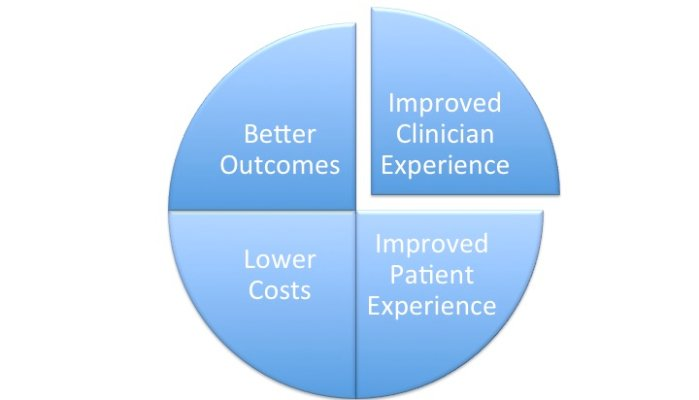 Better
Outcomes
Improved
Clinician
Experience
Lower
Costs
Improved
Patient
Experience